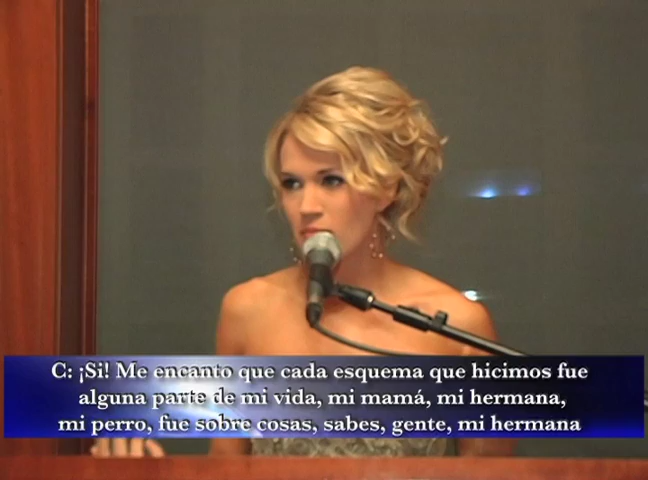 C: ¡Si! Me encanto que cada esquema que hicimos fue
alguna parte de mi vida, mi mamá, mi hermana,
mi perro, fue sobre cosas, sabes, gente, mi hermana